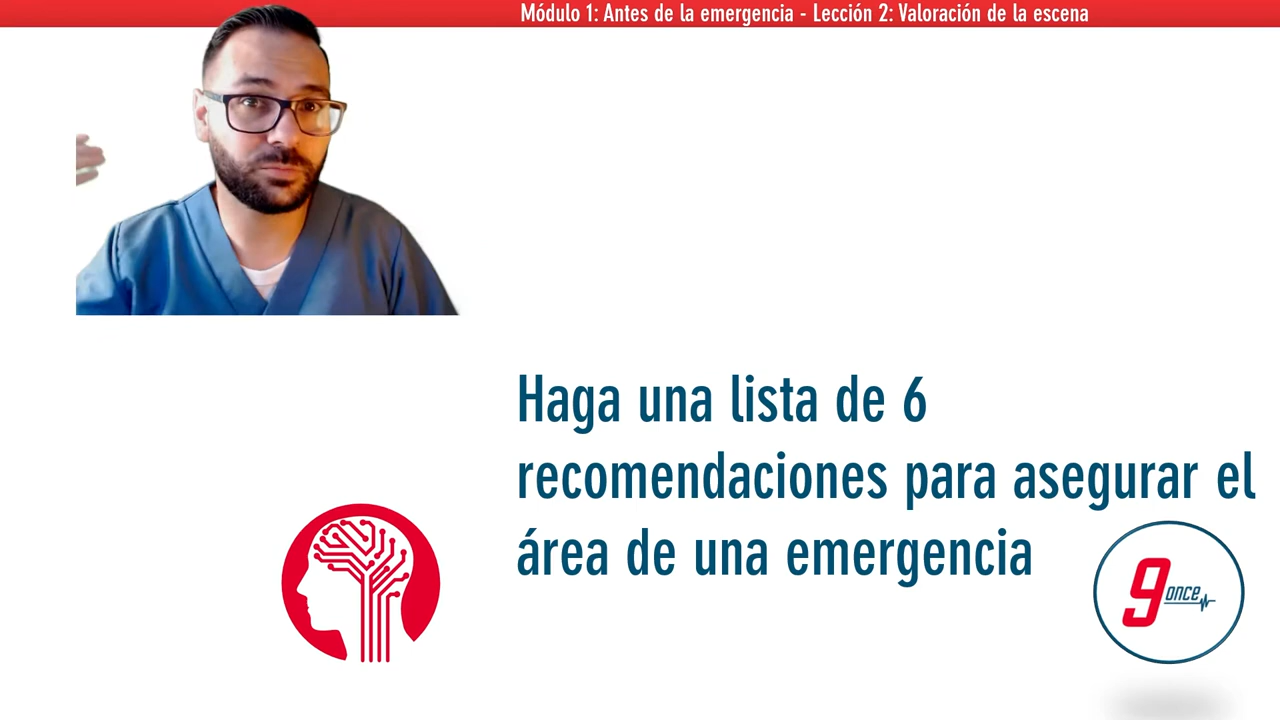 Módulo 1: Antes de la emergencia - Lección 2: Valoración de la escena
Haga una lista de 6
recomendaciones para asegurar el
área de una emergencia
9once